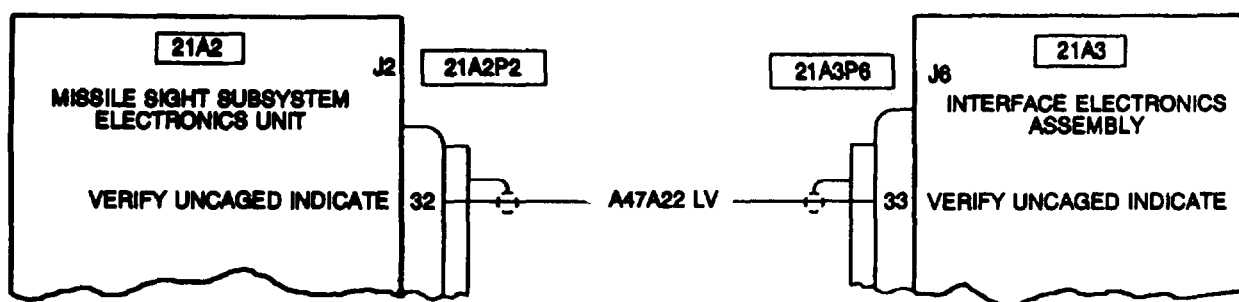 21A2
J2
21A2P2
21A3P6
J6
21A3
MISSILE SIGHT SUBSYSTEM
ELECTRONICS UNIT
INTERFACE ELECTRONICS
ASSEMBLY
VERIFY UNCAGED INDICATE 32 A47A22 LV 33 VERIFY UNCAGED INDICATE